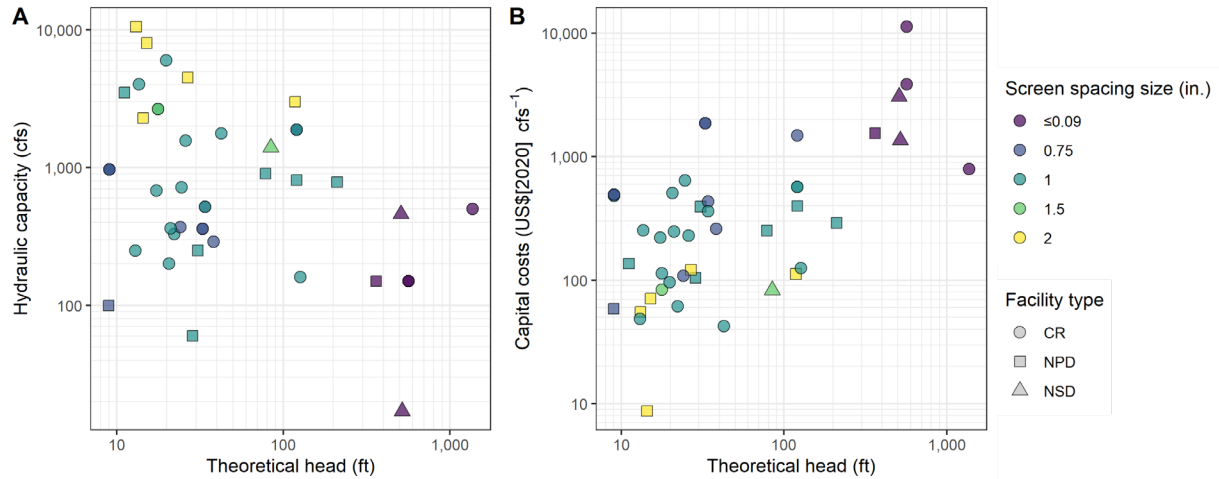 A
Hydraulic capacity (cfs)
10,000
1,000
100
10
100
1,000
Theoretical head (ft)
B
Capital costs (US$[2020] cfs⁻¹)
10,000
1,000
100
10
10
100
1,000
Theoretical head (ft)
Screen spacing size (in.)
≤0.09
0.75
1
1.5
2
Facility type
CR
NPD
NSD